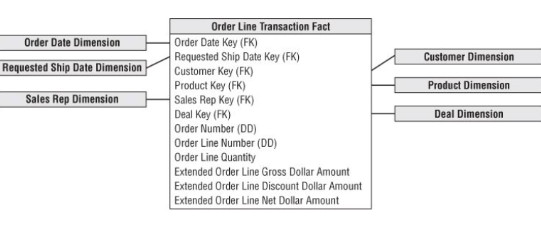 Order Line Transaction Fact
Order Date Dimension
Requested Ship Date Dimension
Sales Rep Dimension
Order Date Key (FK)
Requested Ship Date Key (FK)
Customer Key (FK)
Product Key (FK)
Sales Rep Key (FK)
Deal Key (FK)
Order Number (DD)
Order Line Number (DD)
Order Line Quantity
Extended Order Line Gross Dollar Amount
Extended Order Line Discount Dollar Amount
Extended Order Line Net Dollar Amount
Customer Dimension
Product Dimension
Deal Dimension